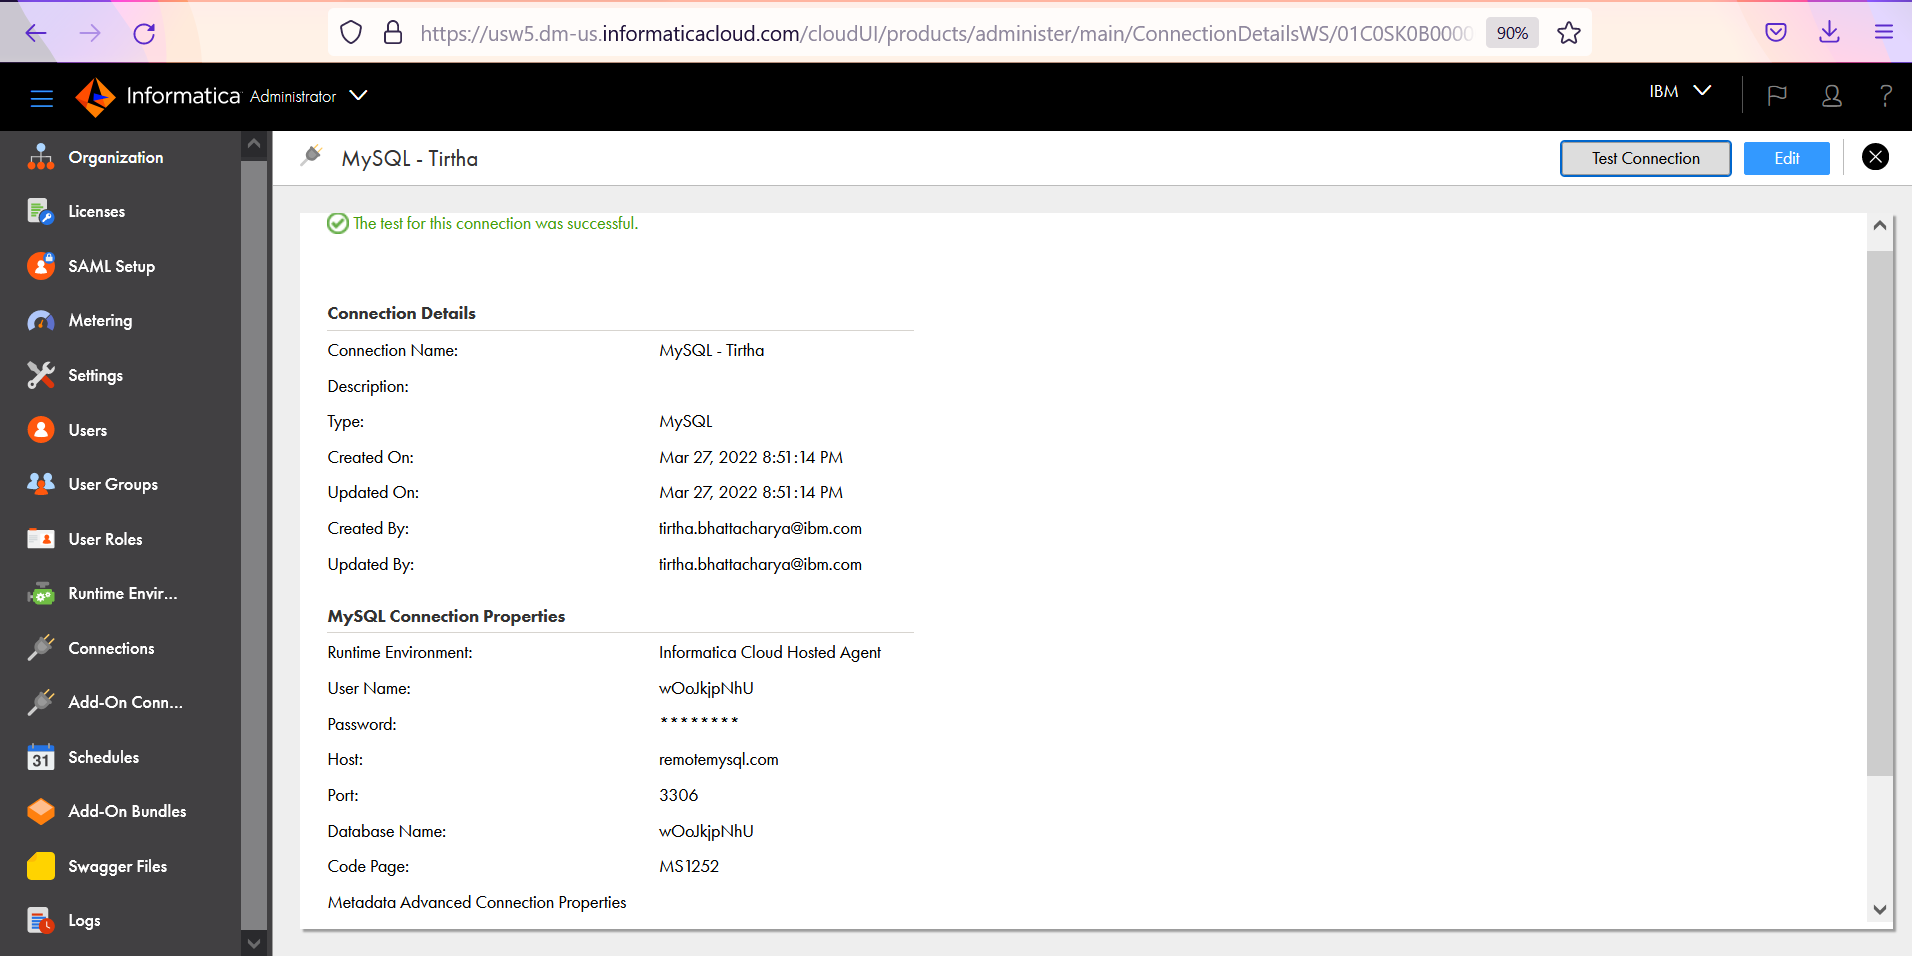 https://usw5.dm-us.informaticacloud.com/cloudUI/products/administer/main/ConnectionDetailsWS/01C0SK0B0000
90%
Informatica Administrator
IBM
?
Organization
Licenses
SAML Setup
Metering
Settings
Users
User Groups
User Roles
Runtime Envir...
Connections
Add-On Conn...
31
Schedules
Add-On Bundles
Swagger Files
Logs
MySQL - Tirtha
Test Connection
Edit
The test for this connection was successful.
Connection Details
Connection Name: MySQL - Tirtha
Description:
Type: MySQL
Created On: Mar 27, 2022 8:51:14 PM
Updated On: Mar 27, 2022 8:51:14 PM
Created By: tirtha.bhattacharya@ibm.com
Updated By: tirtha.bhattacharya@ibm.com
MySQL Connection Properties
Runtime Environment: Informatica Cloud Hosted Agent
User Name: wOoJkjpNhU
Password: ********
Host: remotemysql.com
Port: 3306
Database Name: wOoJkjpNhU
Code Page: MS1252
Metadata Advanced Connection Properties